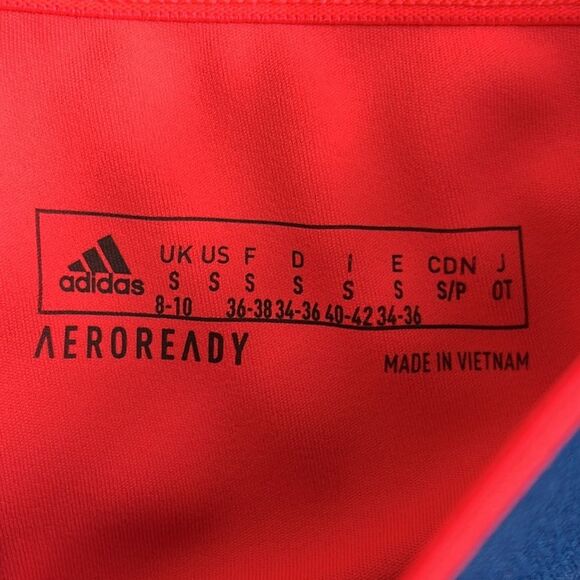 adidas
UK US F D I E CDN J
S S S S S S S/P OT
8-10 36-38 34-36 40-42 34-36
AEROREADY
MADE IN VIETNAM